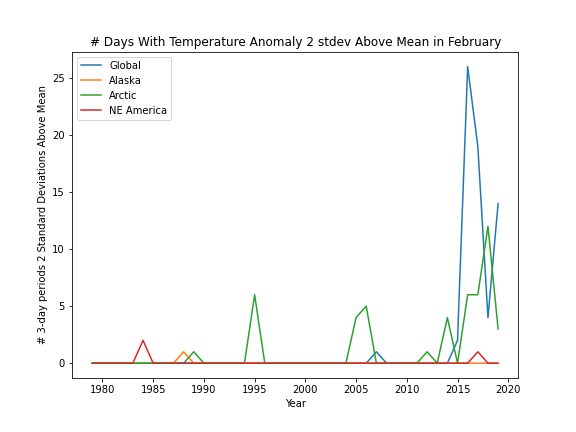 # Days With Temperature Anomaly 2 stdev Above Mean in February
Global
Alaska
Arctic
NE America
# 3-day periods 2 Standard Deviations Above Mean
25
20
15
10
5
0
1980
1985
1990
1995
2000
2005
2010
2015
2020
Year